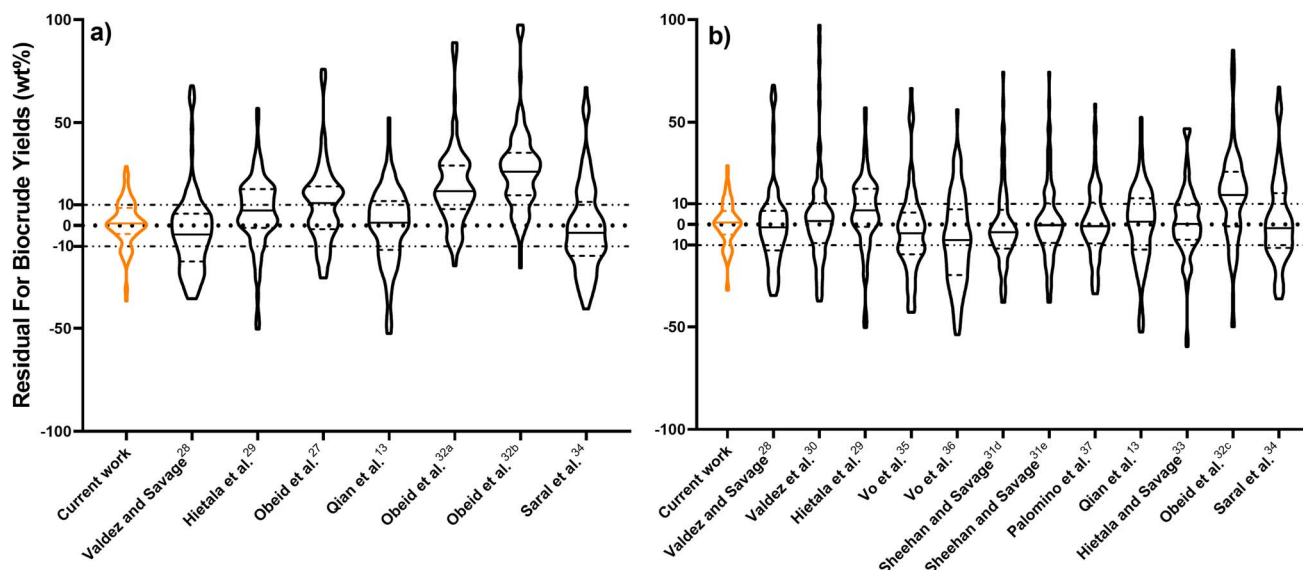 a)
Residual For Biocrude Yields (wt%)
100
50
10
0
-10
-50
-100
Current work
Valdez and Savage28
Hietala et al.29
Obeid et al.27
Qian et al.13
Obeid et al.32a
Obeid et al.32b
Saral et al.34
b)
100
50
10
0
10
-50
-100
Current work
Valdez and Savage28
Valdez et al.30
Hietala et al.29
Vo et al.35
Vo et al.36
Sheehan and Savage31d
Sheehan and Savage31e
Palomino et al.37
Qian et al.13
Hietala and Savage33
Obeid et al.32c
Saral et al.34